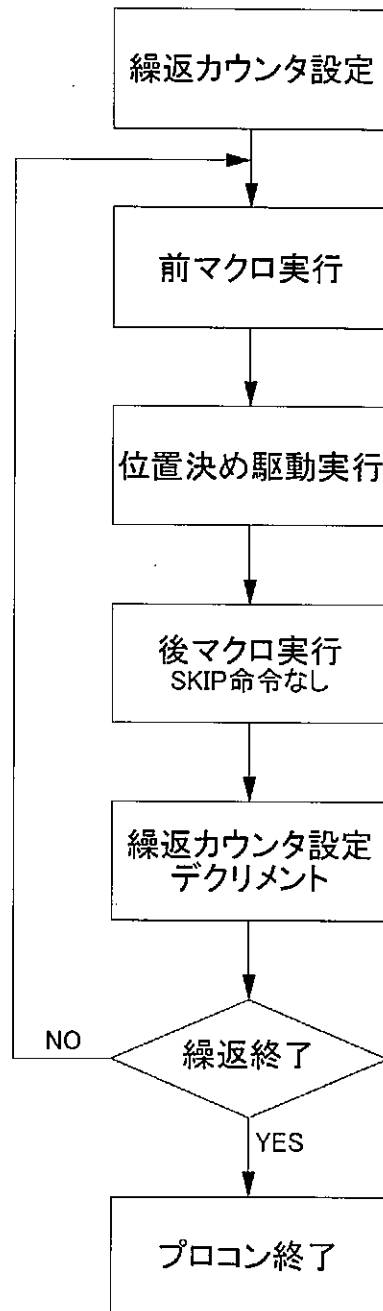 繰返カウンタ設定
前マクロ実行
位置決め駆動実行
後マクロ実行
SKIP命令なし
繰返カウンタ設定
デクリメント
繰返終了
NO
YES
プロコン終了